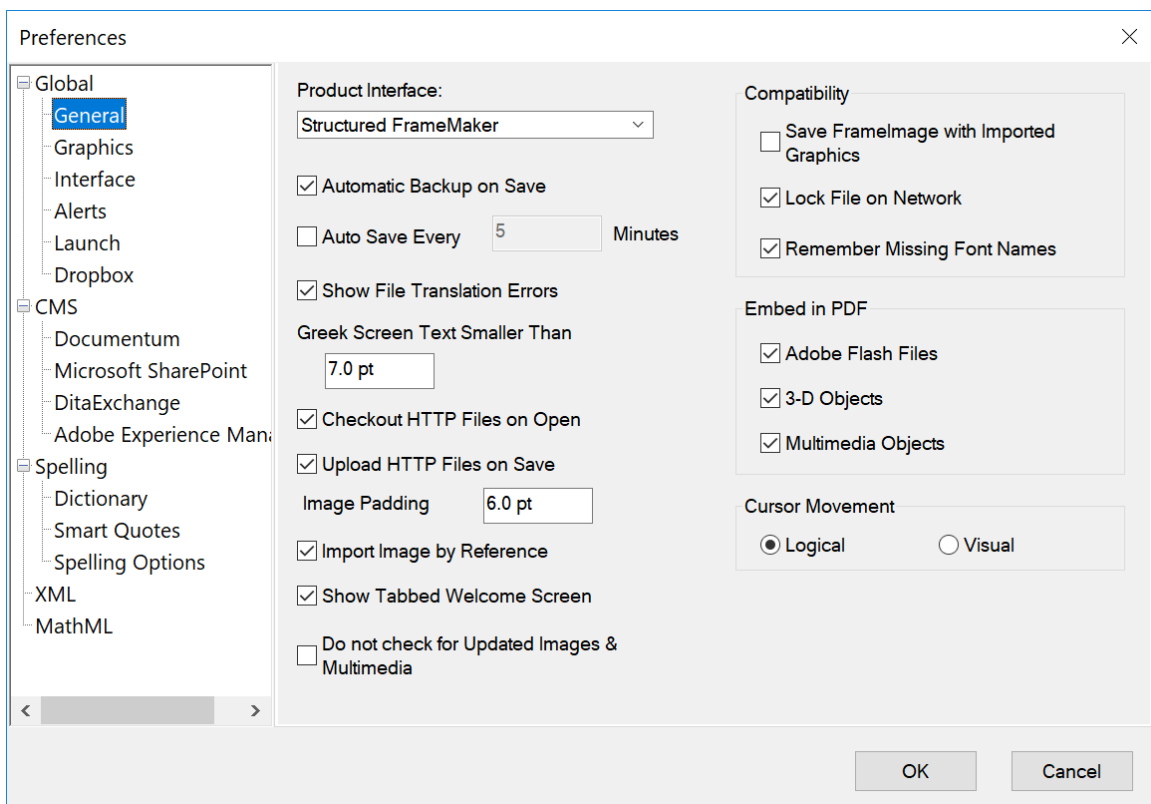 Preferences
Global
General
Graphics
Interface
Alerts
Launch
Dropbox
CMS
Documentum
Microsoft SharePoint
DitaExchange
Adobe Experience Mana
Spelling
Dictionary
Smart Quotes
Spelling Options
XML
MathML
Product Interface:
Structured FrameMaker
Automatic Backup on Save
Auto Save Every 5 Minutes
Show File Translation Errors
Greek Screen Text Smaller Than
7.0 pt
Checkout HTTP Files on Open
Upload HTTP Files on Save
Image Padding 6.0 pt
Import Image by Reference
Show Tabbed Welcome Screen
Do not check for Updated Images &
Multimedia
Compatibility
Save FrameImage with Imported
Graphics
Lock File on Network
Remember Missing Font Names
Embed in PDF
Adobe Flash Files
3-D Objects
Multimedia Objects
Cursor Movement
Logical Visual
OK Cancel